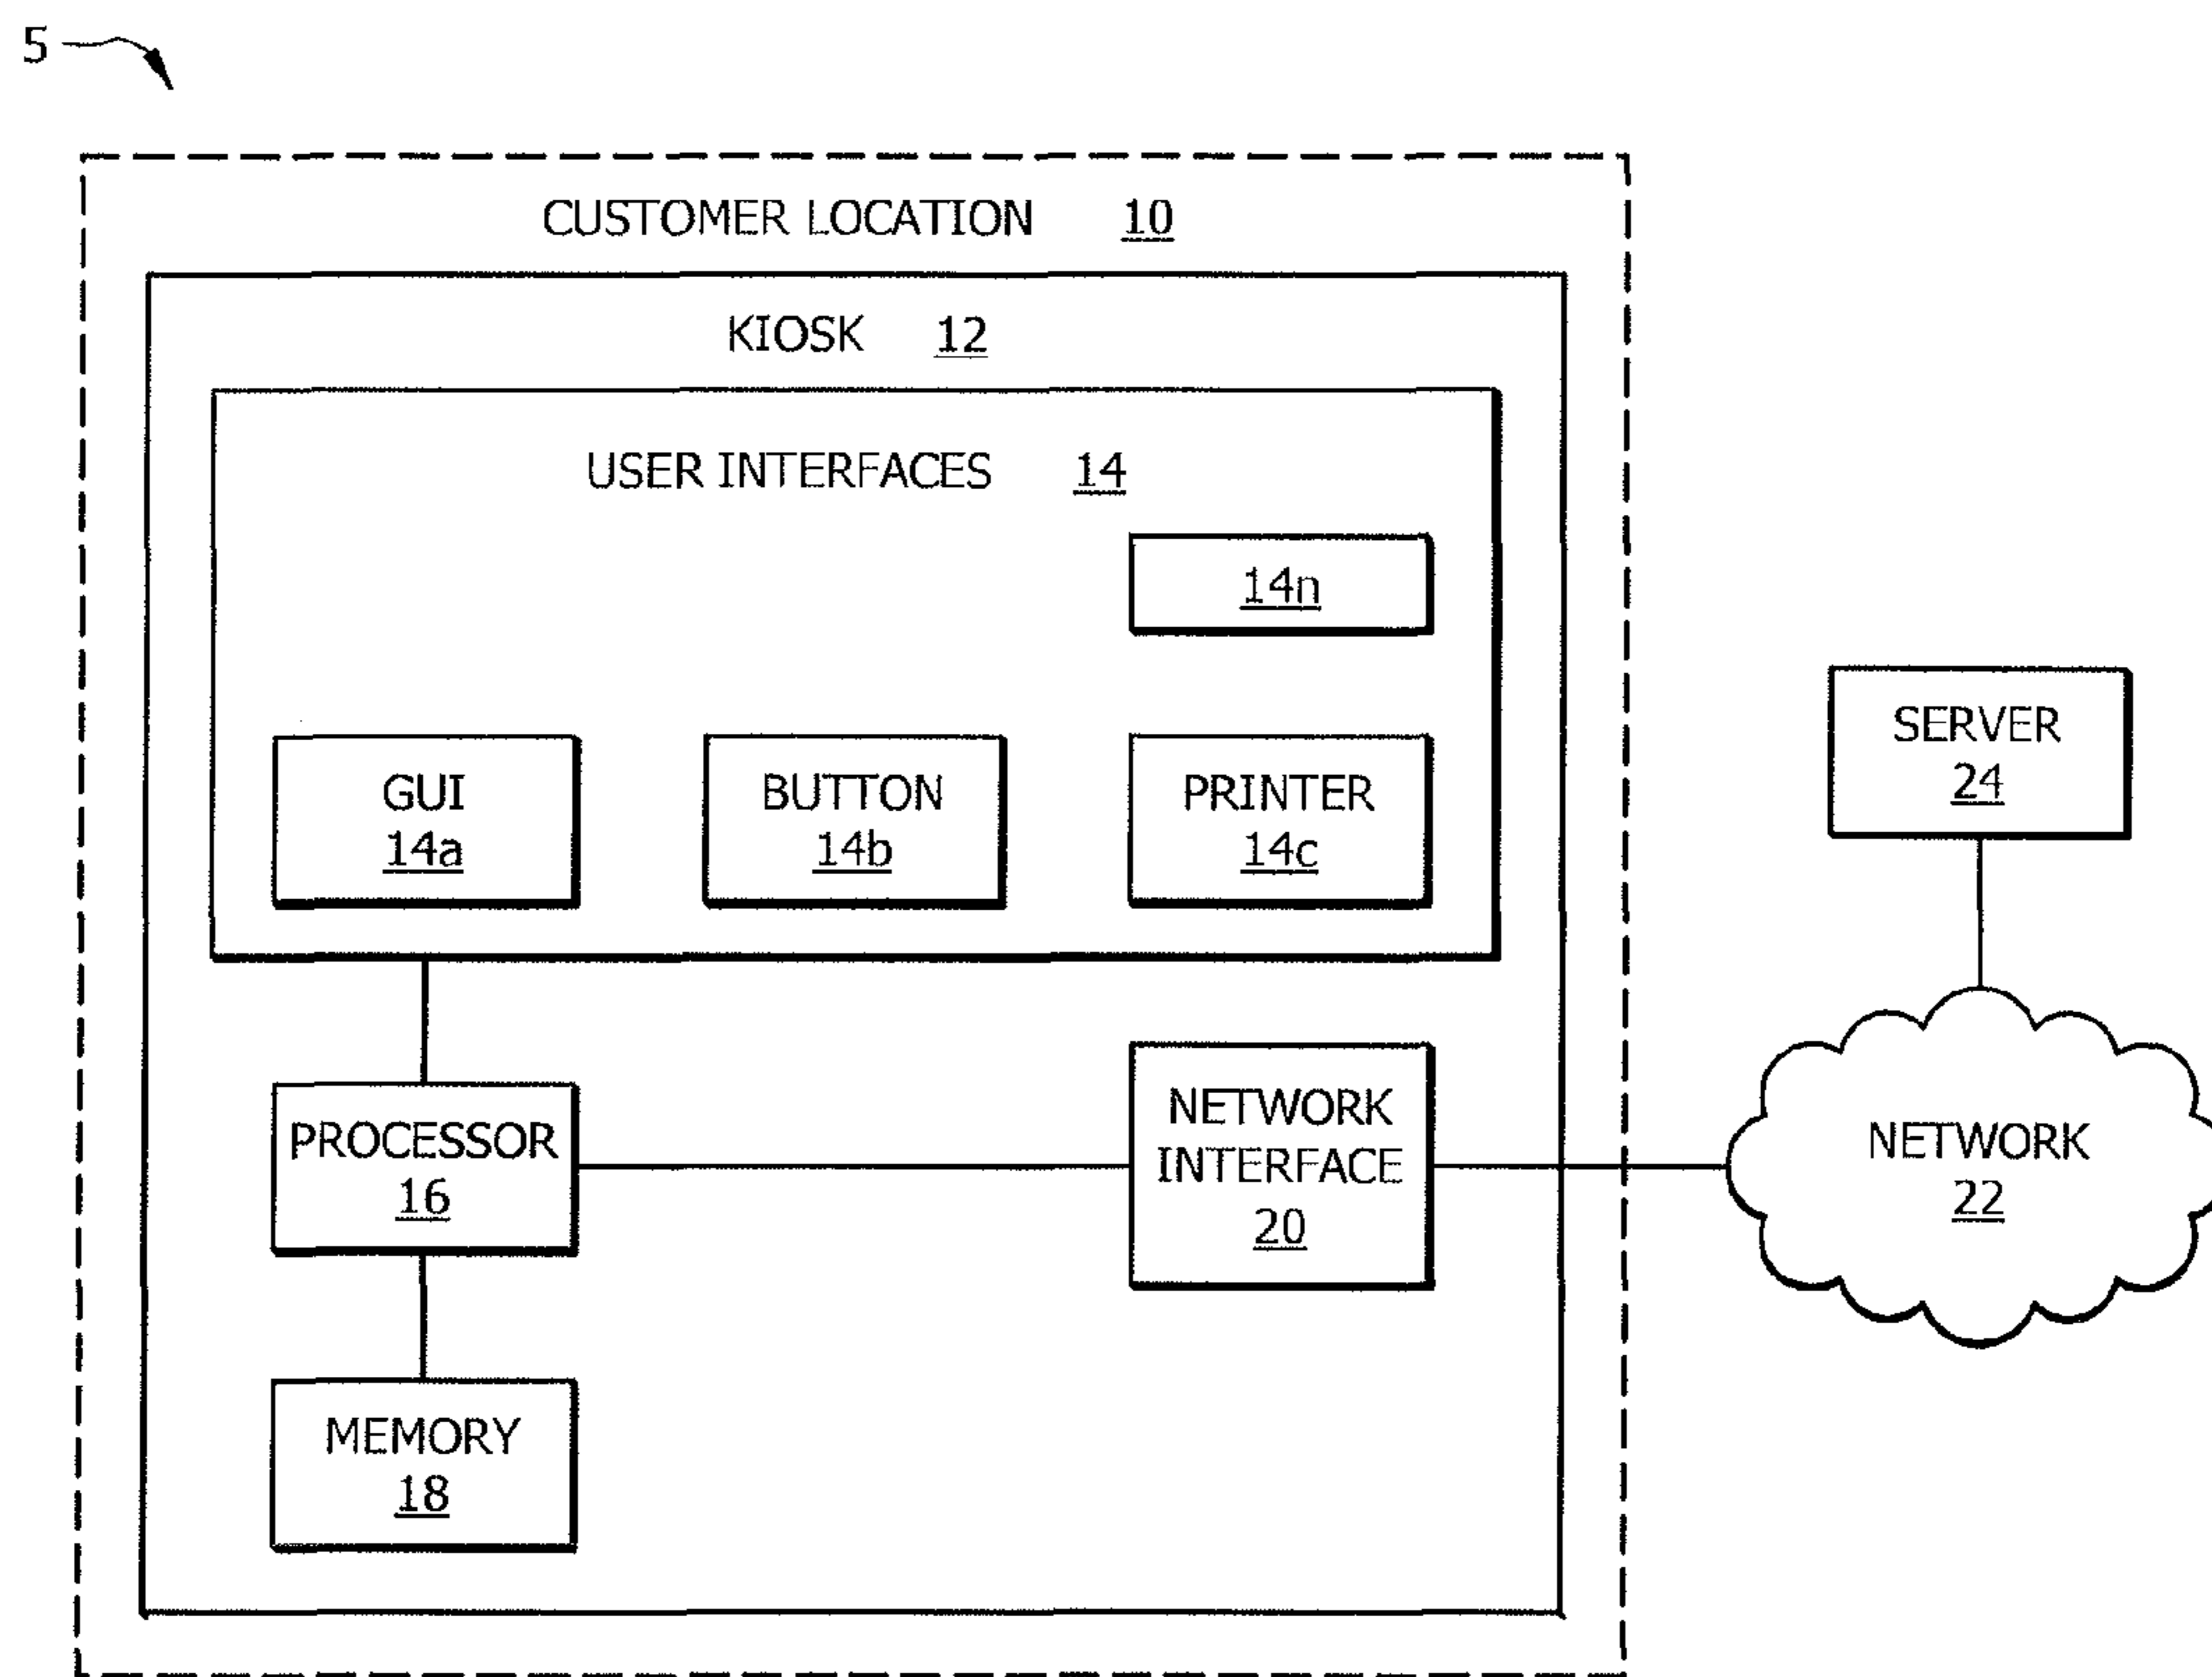 5
CUSTOMER LOCATION 10
KIOSK 12
USER INTERFACES 14
14n
GUI
14a
BUTTON
14b
PRINTER
14c
SERVER
24
PROCESSOR
16
NETWORK
INTERFACE
20
NETWORK
22
MEMORY
18